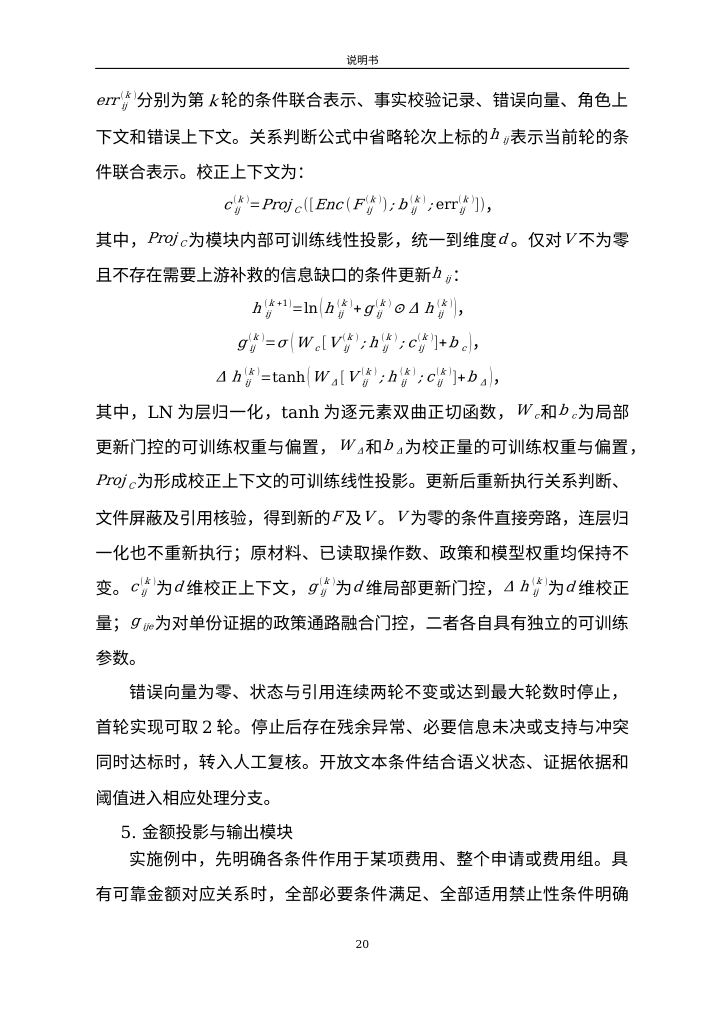 说明书
err_{ij}^{(k)}分别为第 k 轮的条件联合表示、事实校验记录、错误向量、角色上
下文和错误上下文。关系判断公式中省略轮次上标的h_{ij}表示当前轮的条
件联合表示。校正上下文为：
c_{ij}^{(k)}=Proj_C([Enc(F_{ij}^{(k)});b_{ij}^{(k)};err_{ij}^{(k)}])，
其中，Proj_C为模块内部可训练线性投影，统一到维度d。仅对V不为零
且不存在需要上游补救的信息缺口的条件更新h_{ij}：
h_{ij}^{(k+1)}=ln(h_{ij}^{(k)}+g_{ij}^{(k)}⊙Δh_{ij}^{(k)})，
g_{ij}^{(k)}=σ(W_c[V_{ij}^{(k)};h_{ij}^{(k)};c_{ij}^{(k)}]+b_c)，
Δh_{ij}^{(k)}=tanh(W_Δ[V_{ij}^{(k)};h_{ij}^{(k)};c_{ij}^{(k)}]+b_Δ)，
其中，LN 为层归一化，tanh 为逐元素双曲正切函数，W_c和b_c为局部
更新门控的可训练权重与偏置，W_Δ和b_Δ为校正量的可训练权重与偏置，
Proj_C为形成校正上下文的可训练线性投影。更新后重新执行关系判断、
文件屏蔽及引用核验，得到新的F及V。V为零的条件直接旁路，连层归
一化也不重新执行；原材料、已读取操作数、政策和模型权重均保持不
变。c_{ij}^{(k)}为d维校正上下文，g_{ij}^{(k)}为d维局部更新门控，Δh_{ij}^{(k)}为d维校正
量；g_{ije}为对单份证据的政策通路融合门控，二者各自具有独立的可训练
参数。
错误向量为零、状态与引用连续两轮不变或达到最大轮数时停止，
首轮实现可取 2 轮。停止后存在残余异常、必要信息未决或支持与冲突
同时达标时，转入人工复核。开放文本条件结合语义状态、证据依据和
阈值进入相应处理分支。
5. 金额投影与输出模块
实施例中，先明确各条件作用于某项费用、整个申请或费用组。具
有可靠金额对应关系时，全部必要条件满足、全部适用禁止性条件明确
20